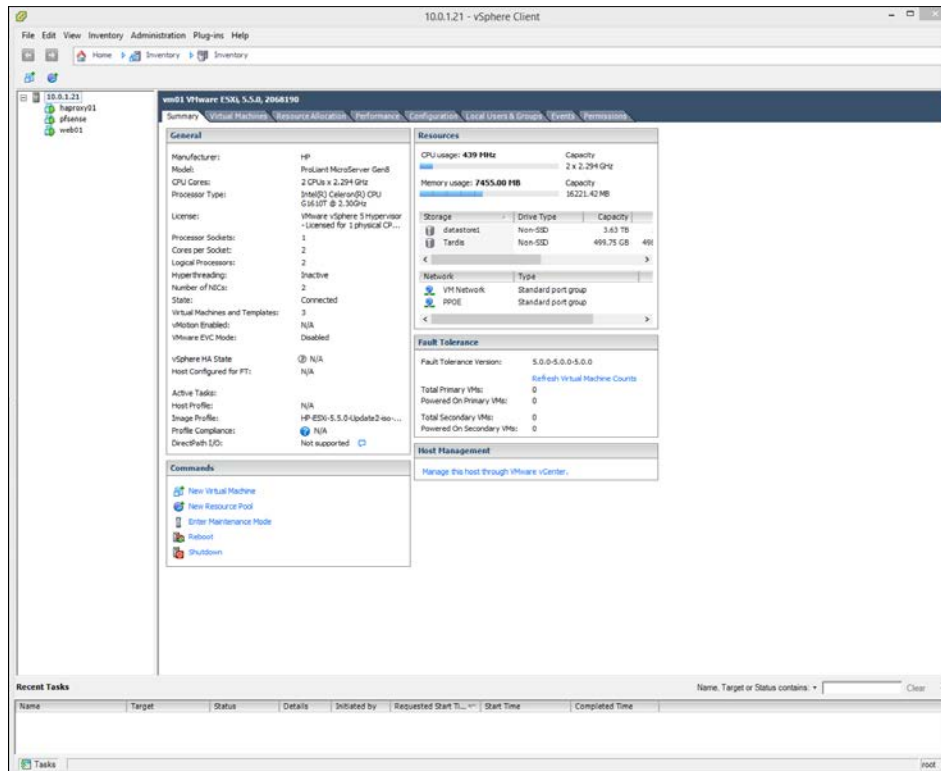 10.0.1.21 - vSphere Client
File Edit View Inventory Administration Plug-ins Help
Home Inventory Inventory
10.0.1.21
haproxy01
pfsense
web01
vm01 VMware ESXi, 5.5.0, 2068190
Summary Virtual Machines Resource Allocation Performance Configuration Local Users & Groups Events Permissions
General
Manufacturer: HP
Model: ProLiant MicroServer Gen8
CPU Cores: 2 CPUs x 2.294 GHz
Processor Type: Intel(R) Celeron(R) CPU
G1610T @ 2.30GHz
License: VMware vSphere 5 Hypervisor
- Licensed for 1 physical CP...
Processor Sockets: 1
Cores per Socket: 2
Logical Processors: 2
Hyperthreading: Inactive
Number of NICs: 2
State: Connected
Virtual Machines and Templates: 3
vMotion Enabled: N/A
VMware EVC Mode: Disabled
vSphere HA State N/A
Host Configured for FT: N/A
Active Tasks:
Host Profile: N/A
Image Profile: HP-ESXi-5.5.0-Update2-iso-...
Profile Compliance: N/A
DirectPath I/O: Not supported
Commands
New Virtual Machine
New Resource Pool
Enter Maintenance Mode
Reboot
Shutdown
Resources
CPU usage: 439 MHz Capacity
2 x 2.294 GHz
Memory usage: 7455.00 MB Capacity
16221.42 MB
Storage Drive Type Capacity
datastore1 Non-SSD 3.63 TB
Tardis Non-SSD 499.75 GB 498
Network Type
VM Network Standard port group
PPOE Standard port group
Fault Tolerance
Fault Tolerance Version: 5.0.0-5.0.0-5.0.0
Refresh Virtual Machine Counts
Total Primary VMs: 0
Powered On Primary VMs: 0
Total Secondary VMs: 0
Powered On Secondary VMs: 0
Host Management
Manage this host through VMware vCenter.
Recent Tasks
Name, Target or Status contains: Clear
Name Target Status Details Initiated by Requested Start Ti... Start Time Completed Time
Tasks
root